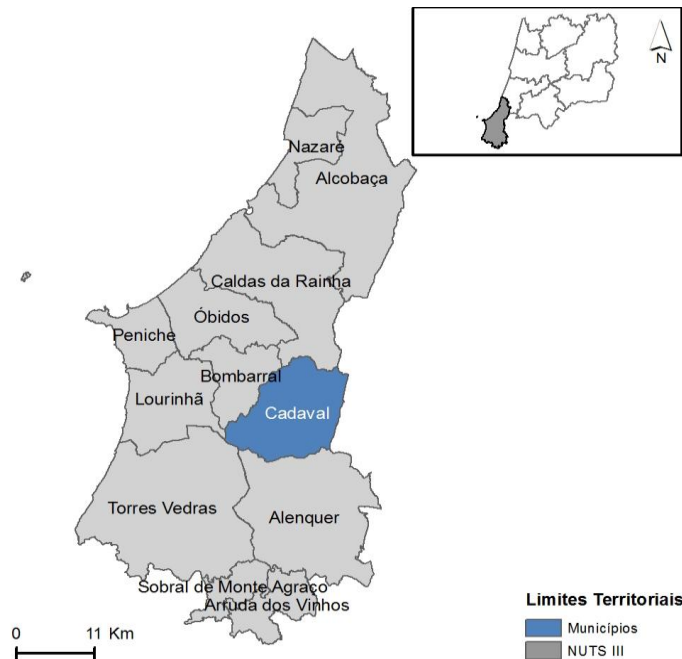 N
Nazaré
Alcobaça
Caldas da Rainha
Óbidos
Peniche
Bombarral
Lourinhã
Cadaval
Torres Vedras
Alenquer
Sobral de Monte Agraço
Arruda dos Vinhos
0 11 Km
Limites Territoriais
Municípios
NUTS III